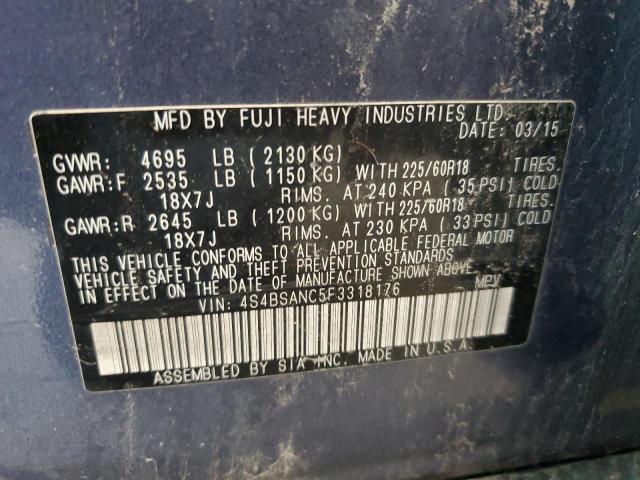 MFD BY FUJI HEAVY INDUSTRIES LTD.
DATE: 03/15
GVWR: 4695 LB (2130 KG)
GAWR:F 2535 LB (1150 KG) WITH 225/60R18 TIRES.
18X7J RIMS. AT 240 KPA (35 PSI) COLD
GAWR:R 2645 LB (1200 KG) WITH 225/60R18 TIRES.
18X7J RIMS. AT 230 KPA (33 PSI) COLD
THIS VEHICLE CONFORMS TO ALL APPLICABLE FEDERAL MOTOR
VEHICLE SAFETY AND THEFT PREVENTION STANDARDS
IN EFFECT ON THE DATE OF MANUFACTURE SHOWN ABOVE.
VIN: 4S4BSANC5F3318176 MPV
ASSEMBLED BY SIA INC. MADE IN U.S.A.